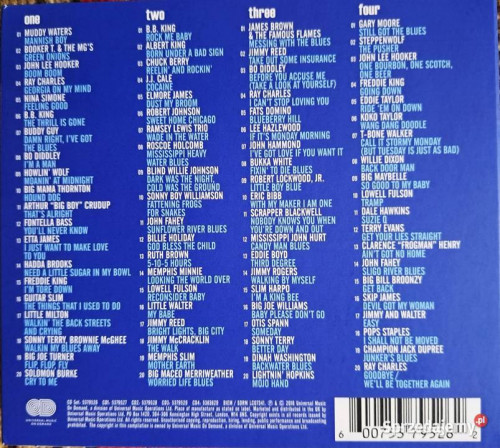 one
01 MUDDY WATERS
MANNISH BOY
02 BOOKER T. & THE MG'S
GREEN ONIONS
03 JOHN LEE HOOKER
BOOM BOOM
04 RAY CHARLES
GEORGIA ON MY MIND
05 NINA SIMONE
FEELING GOOD
06 B.B. KING
THE THRILL IS GONE
07 BUDDY GUY
DAMN RIGHT, I'VE GOT
THE BLUES
08 BO DIDDLEY
I'M A MAN
09 HOWLIN' WOLF
MOANIN' AT MIDNIGHT
10 BIG MAMA THORNTON
HOUND DOG
11 ARTHUR "BIG BOY" CRUDUP
THAT'S ALRIGHT
12 FONTELLA BASS
YOU'LL NEVER KNOW
13 ETTA JAMES
I JUST WANT TO MAKE LOVE
TO YOU
14 HADDA BROOKS
NEED A LITTLE SUGAR IN MY BOWL
15 FREDDIE KING
I'M TORE DOWN
16 GUITAR SLIM
THE THINGS THAT I USED TO DO
17 LITTLE MILTON
WALKIN' THE BACK STREETS
AND CRYING
18 SONNY TERRY, BROWNIE McGHEE
WALKIN MY BLUES AWAY
19 BIG JOE TURNER
FLIP, FLOP, FLY
20 SOLOMON BURKE
CRY TO ME
two
01 B.B. KING
ROCK ME BABY
02 ALBERT KING
BORN UNDER A BAD SIGN
03 CHUCK BERRY
REELIN' AND ROCKIN'
04 J.J. CALE
COCAINE
05 ELMORE JAMES
DUST MY BROOM
06 ROBERT JOHNSON
SWEET HOME CHICAGO
07 RAMSEY LEWIS TRIO
WADE IN THE WATER
08 ROSCOE HOLCOMB
MISSISSIPPI HEAVY
WATER BLUES
09 BLIND WILLIE JOHNSON
DARK WAS THE NIGHT,
COLD WAS THE GROUND
10 SONNY BOY WILLIAMSON
FATTENING FROGS
FOR SNAKES
11 JOHN FAHEY
SUNFLOWER RIVER BLUES
12 BILLIE HOLIDAY
GOD BLESS THE CHILD
13 RUTH BROWN
5-10-5 HOURS
14 MEMPHIS MINNIE
LOOKING THE WORLD OVER
15 LOWELL FULSON
RECONSIDER BABY
16 LITTLE WALTER
MY BABE
17 JIMMY REED
BRIGHT LIGHTS, BIG CITY
18 JIMMY McCRACKLIN
THE WALK
19 MEMPHIS SLIM
MOTHER EARTH
20 BIG MACEO MERRIWEATHER
WORRIED LIFE BLUES
three
01 JAMES BROWN
& THE FAMOUS FLAMES
MESSING WITH THE BLUES
02 JIMMY REED
TAKE OUT SOME INSURANCE
03 BO DIDDLEY
BEFORE YOU ACCUSE ME
(TAKE A LOOK AT YOURSELF)
04 RAY CHARLES
I CAN'T STOP LOVING YOU
05 FATS DOMINO
BLUEBERRY HILL
06 LEE HAZLEWOOD
IF IT'S MONDAY MORNING
07 JOHN HAMMOND
I'VE GOT LOVE IF YOU WANT IT
08 BUKKA WHITE
FIXIN' TO DIE BLUES
09 ROBERT LOCKWOOD, JR.
LITTLE BOY BLUE
10 ERIC BIBB
WITH MY MAKER I AM ONE
11 SCRAPPER BLACKWELL
NOBODY KNOWS YOU WHEN
YOU'RE DOWN AND OUT
12 MISSISSIPPI JOHN HURT
CANDY MAN BLUES
13 EDDIE BOYD
THIRD DEGREE
14 JIMMY ROGERS
WALKING BY MYSELF
15 SLIM HARPO
I'M A KING BEE
16 BIG JOE WILLIAMS
BABY PLEASE DON'T GO
17 OTIS SPANN
SOMEDAY
18 SONNY TERRY
BETTER DAY
19 DINAH WASHINGTON
BACKWATER BLUES
20 LIGHTNIN' HOPKINS
MOJO HAND
four
01 GARY MOORE
STILL GOT THE BLUES
02 STEPPENWOLF
THE PUSHER
03 JOHN LEE HOOKER
ONE BOURBON, ONE SCOTCH,
ONE BEER
04 FREDDIE KING
GOING DOWN
05 EDDIE TAYLOR
RIDE 'EM ON DOWN
06 KOKO TAYLOR
WANG DANG DOODLE
07 T-BONE WALKER
CALL IT STORMY MONDAY
(BUT TUESDAY IS JUST AS BAD)
08 WILLIE DIXON
BACK DOOR MAN
09 BIG MAYBELLE
SO GOOD TO MY BABY
10 LOWELL FULSON
TRAMP
11 DALE HAWKINS
SUZIE Q
12 TERRY EVANS
GET YOUR LIES STRAIGHT
13 CLARENCE "FROGMAN" HENRY
AIN'T GOT NO HOME
14 JOHN FAHEY
SLIGO RIVER BLUES
15 BIG BILL BROONZY
GET BACK
16 SKIP JAMES
DEVIL GOT MY WOMAN
17 JIMMY AND WALTER
EASY
18 POPS STAPLES
I SHALL NOT BE MOVED
19 CHAMPION JACK DUPREE
JUNKER'S BLUES
20 RAY CHARLES
GOODBYE /
WE'LL BE TOGETHER AGAIN
UNIVERSAL MUSIC
ON DEMAND
sprzedajemy.pl